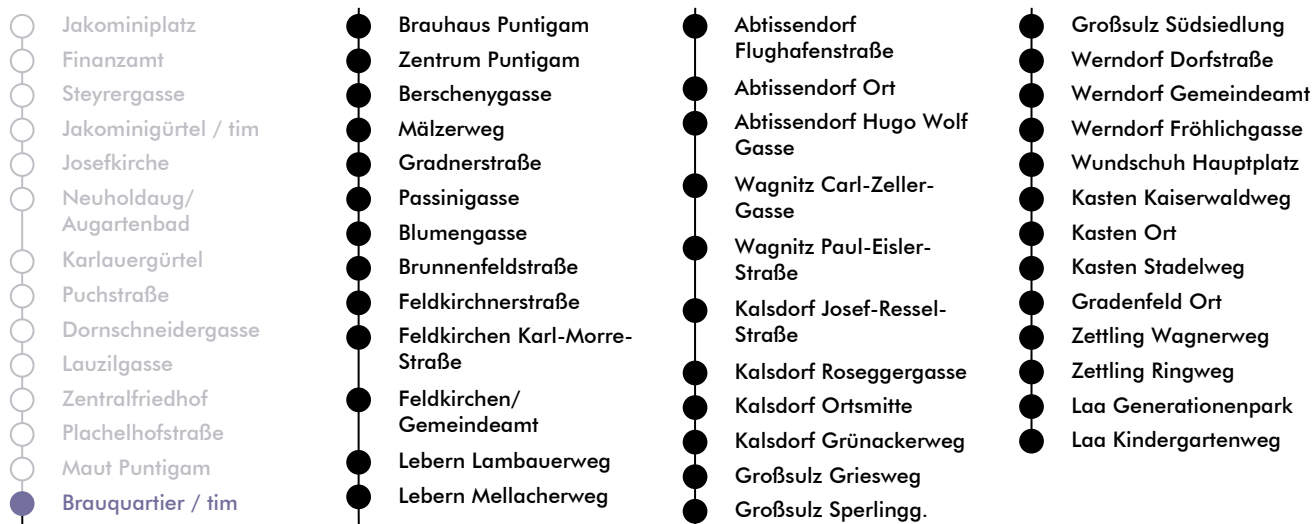 Jakominiplatz
Finanzamt
Steyrergasse
Jakominigürtel / tim
Josefkirche
Neuholdaug/
Augartenbad
Karlauergürtel
Puchstraße
Dornschneidergasse
Lauzilgasse
Zentralfriedhof
Plachelhofstraße
Maut Puntigam
Brauquartier / tim
Brauhaus Puntigam
Zentrum Puntigam
Berschenygasse
Mälzerweg
Gradnerstraße
Passinigasse
Blumengasse
Brunnenfeldstraße
Feldkirchnerstraße
Feldkirchen Karl-Morre-
Straße
Feldkirchen/
Gemeindeamt
Lebern Lambauerweg
Lebern Mellacherweg
Abtissendorf
Flughafenstraße
Abtissendorf Ort
Abtissendorf Hugo Wolf
Gasse
Wagnitz Carl-Zeller-
Gasse
Wagnitz Paul-Eisler-
Straße
Kalsdorf Josef-Ressel-
Straße
Kalsdorf Roseggergasse
Kalsdorf Ortsmitte
Kalsdorf Grünackerweg
Großsulz Griesweg
Großsulz Sperlingg.
Großsulz Südsiedlung
Werndorf Dorfstraße
Werndorf Gemeindeamt
Werndorf Fröhlichgasse
Wundschuh Hauptplatz
Kasten Kaiserwaldweg
Kasten Ort
Kasten Stadelweg
Gradenfeld Ort
Zettling Wagnerweg
Zettling Ringweg
Laa Generationenpark
Laa Kindergartenweg